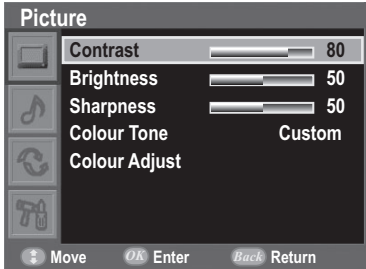 Picture
Contrast 80
Brightness 50
Sharpness 50
Colour Tone Custom
Colour Adjust
Move OK Enter Back Return